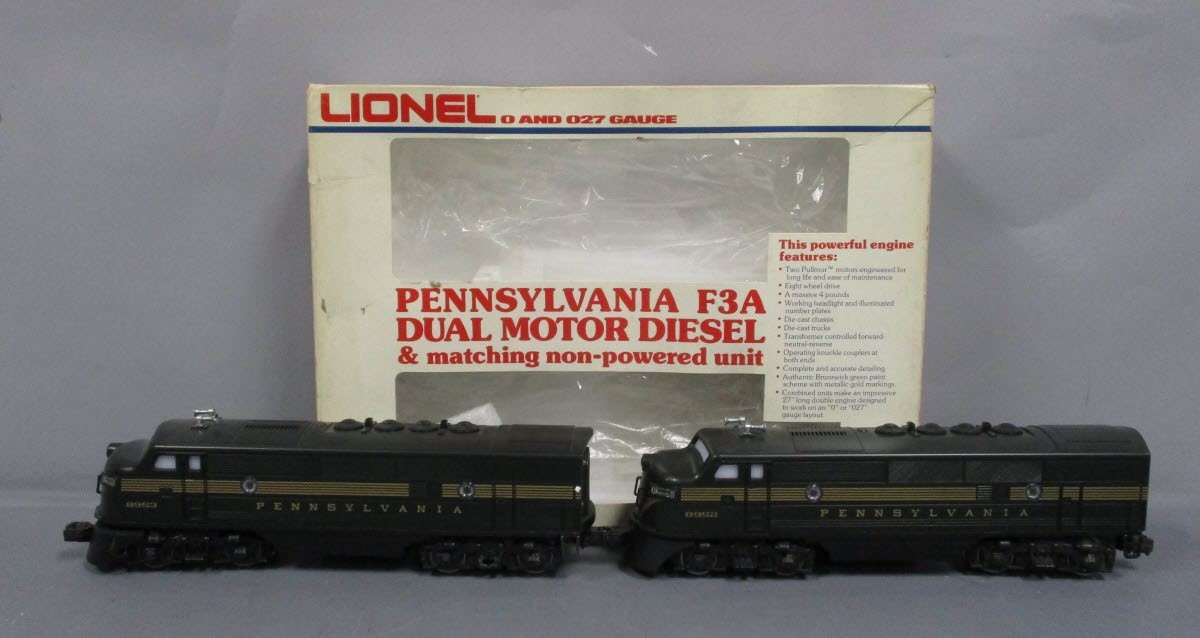 LIONEL O AND O27 GAUGE
This powerful engine
features:
• Two Pullmor™ motors engineered for
long life and ease of maintenance
• Eight wheel drive
• A massive 4 pounds
• Working headlight and illuminated
number plates
• Die-cast chassis
• Die-cast trucks
• Transformer controlled forward-
neutral-reverse
• Operating knuckle couplers at
both ends
• Complete and accurate detailing
• Authentic Brunswick green paint
scheme with metallic gold markings.
• Combined units make an impressive
27" long double engine designed
to work on an "O" or "O27"
gauge layout.
PENNSYLVANIA F3A
DUAL MOTOR DIESEL
& matching non-powered unit
8953 PENNSYLVANIA
8952 PENNSYLVANIA